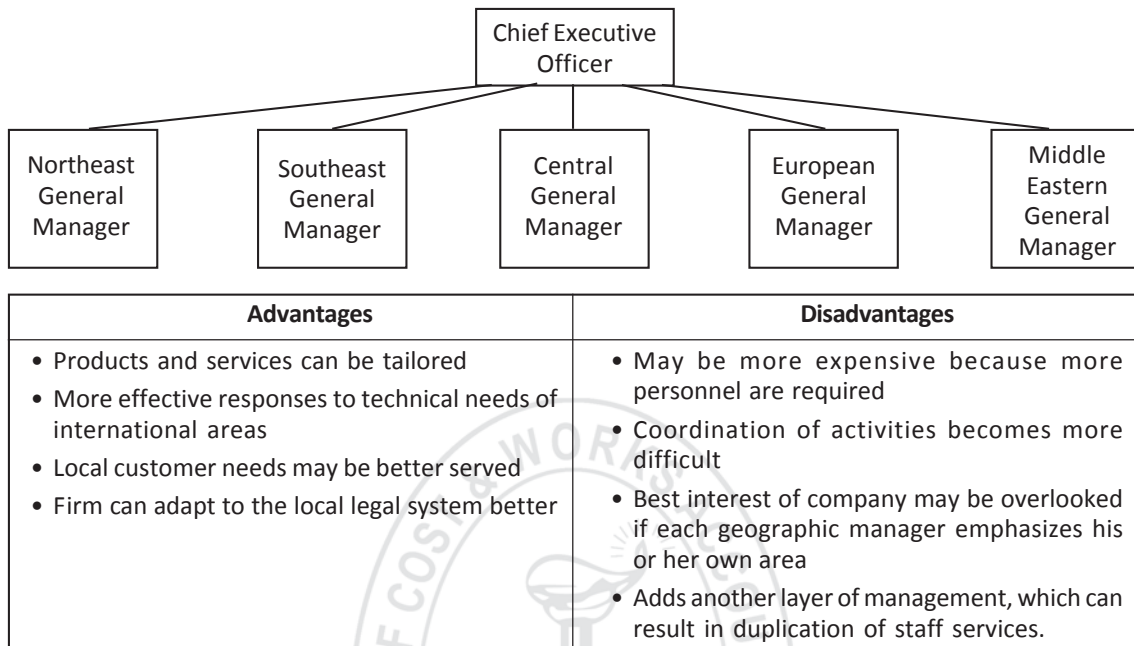 Chief Executive
Officer
Northeast
General
Manager
Southeast
General
Manager
Central
General
Manager
European
General
Manager
Middle
Eastern
General
Manager
Advantages
• Products and services can be tailored
• More effective responses to technical needs of
international areas
• Local customer needs may be better served
• Firm can adapt to the local legal system better
Disadvantages
• May be more expensive because more
personnel are required
• Coordination of activities becomes more
difficult
• Best interest of company may be overlooked
if each geographic manager emphasizes his
or her own area
• Adds another layer of management, which can
result in duplication of staff services.